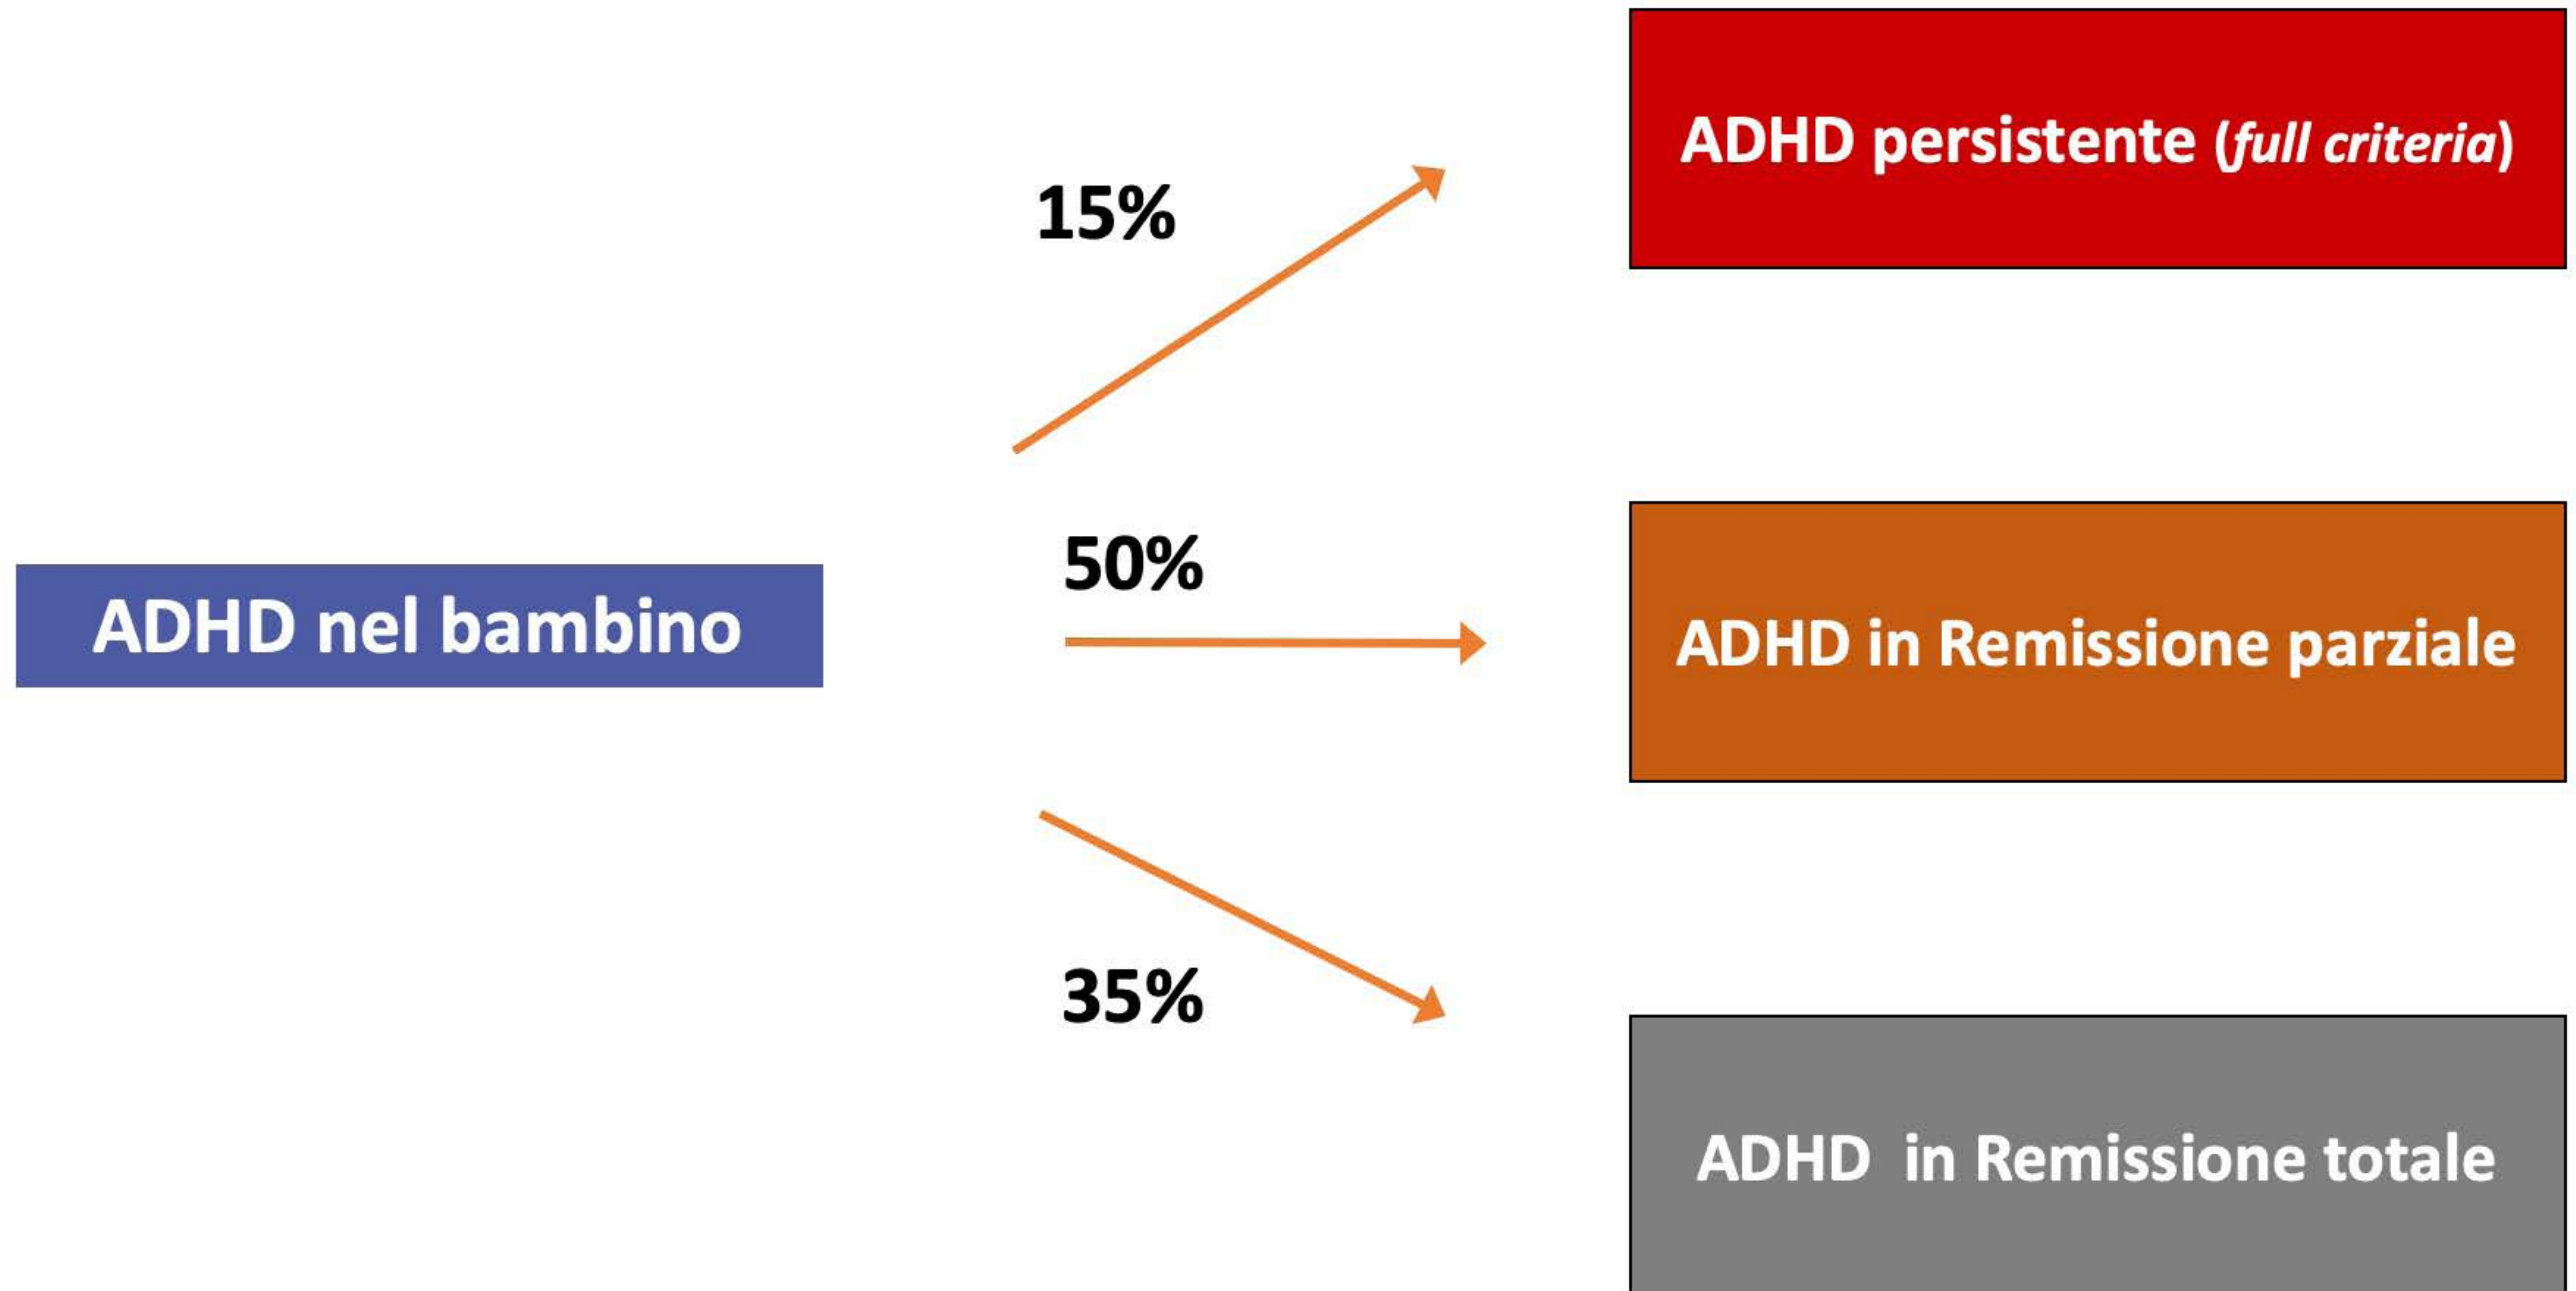 ADHD nel bambino
15%
ADHD persistente (full criteria)
50%
ADHD in Remissione parziale
35%
ADHD in Remissione totale